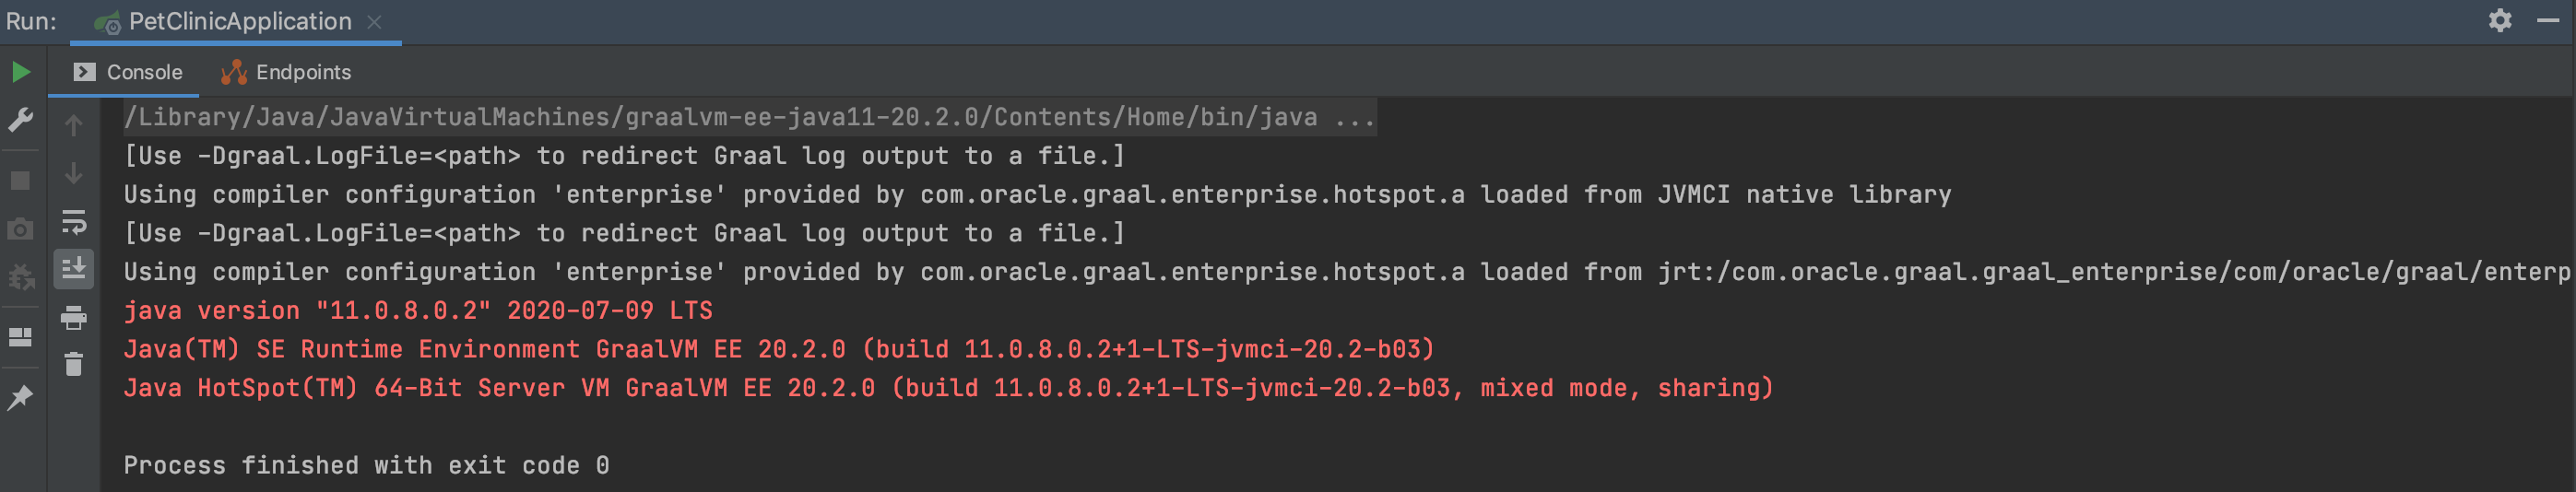 Run: PetClinicApplication
Console Endpoints
/Library/Java/JavaVirtualMachines/graalvm-ee-java11-20.2.0/Contents/Home/bin/java ...
[Use -Dgraal.LogFile=<path> to redirect Graal log output to a file.]
Using compiler configuration 'enterprise' provided by com.oracle.graal.enterprise.hotspot.a loaded from JVMCI native library
[Use -Dgraal.LogFile=<path> to redirect Graal log output to a file.]
Using compiler configuration 'enterprise' provided by com.oracle.graal.enterprise.hotspot.a loaded from jrt:/com.oracle.graal.graal_enterprise/com/oracle/graal/enterp
java version "11.0.8.0.2" 2020-07-09 LTS
Java(TM) SE Runtime Environment GraalVM EE 20.2.0 (build 11.0.8.0.2+1-LTS-jvmci-20.2-b03)
Java HotSpot(TM) 64-Bit Server VM GraalVM EE 20.2.0 (build 11.0.8.0.2+1-LTS-jvmci-20.2-b03, mixed mode, sharing)
Process finished with exit code 0